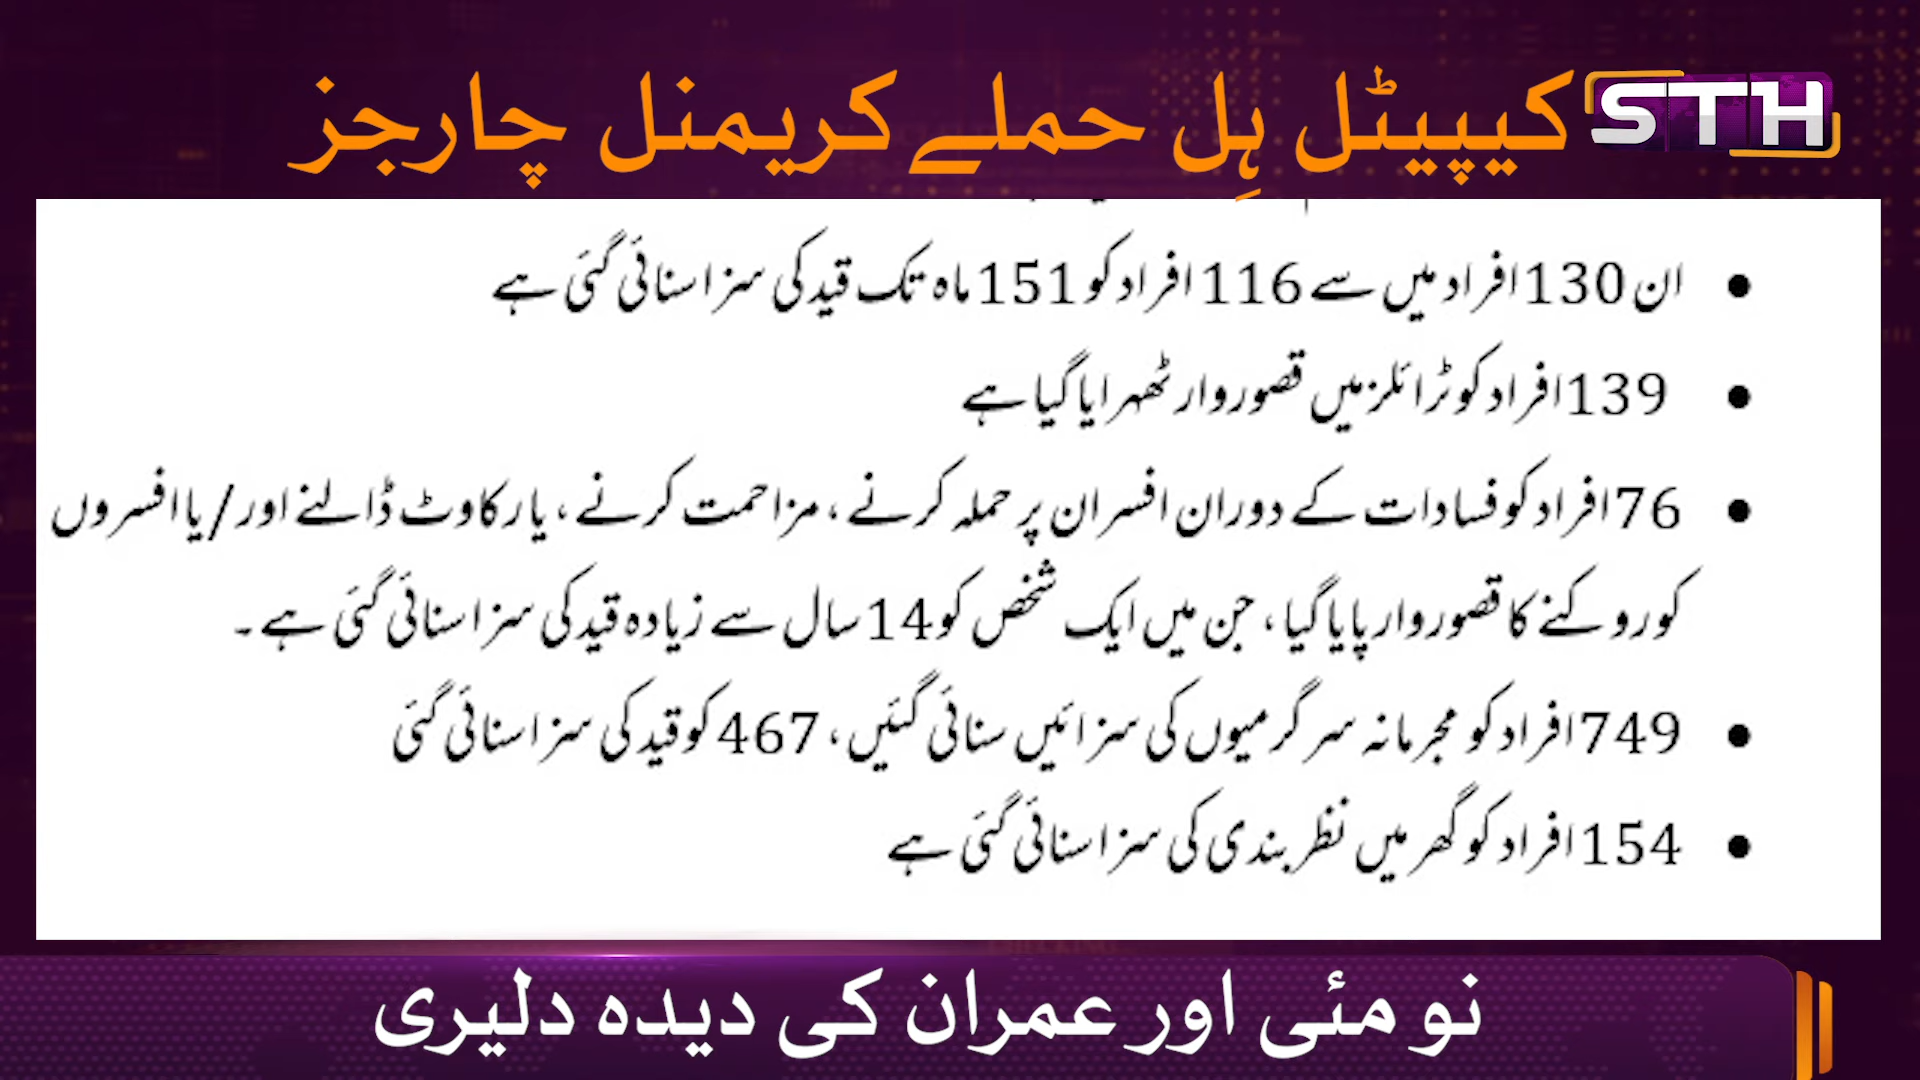 کیپیٹل ہِل حملے کریمنل چارجز
STH
ان 130 افراد میں سے 116 افراد کو 151 ماہ تک قید کی سزا سنائی گئی ہے
139 افراد کو ٹرائلز میں قصوروار ٹھہرایا گیا ہے
76 افراد کو فسادات کے دوران افسران پر حملہ کرنے، مزاحمت کرنے، یا رکاوٹ ڈالنے اور/یا افسروں
کو روکنے کا قصوروار پایا گیا، جن میں ایک شخص کو 14 سال سے زیادہ قید کی سزا سنائی گئی ہے۔
749 افراد کو مجرمانہ سرگرمیوں کی سزائیں سنائی گئیں، 467 کو قید کی سزا سنائی گئی
154 افراد کو گھر میں نظر بندی کی سزا سنائی گئی ہے
نو مئی اور عمران کی دیدہ دلیری